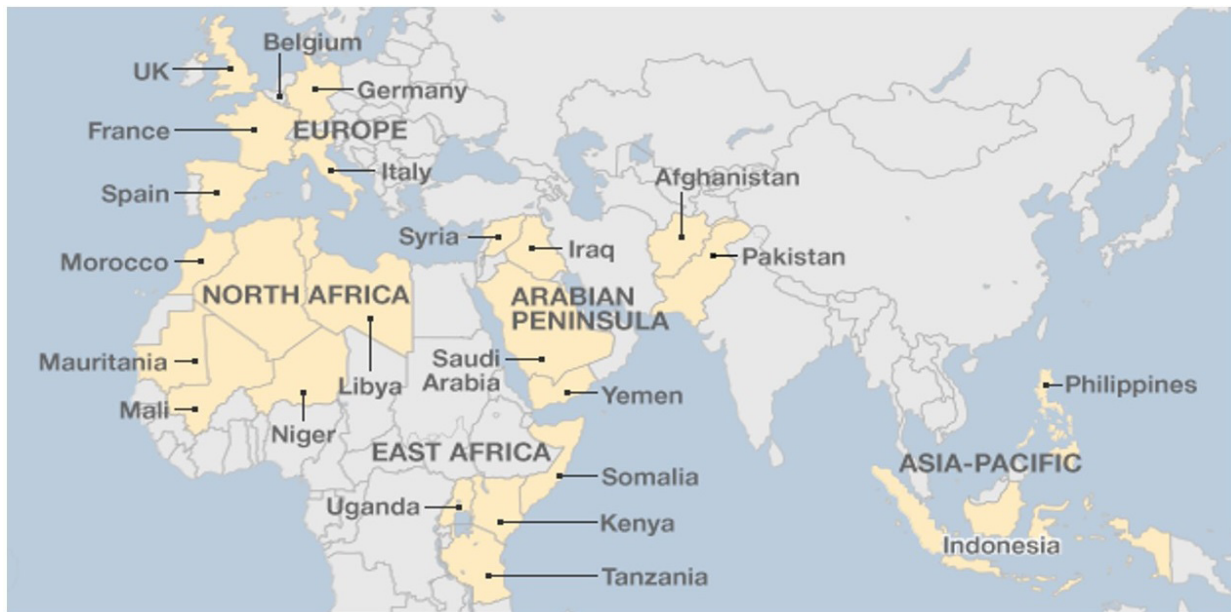 Belgium
UK
Germany
France
EUROPE
Italy
Spain
Afghanistan
Syria
Iraq
Pakistan
Morocco
NORTH AFRICA
ARABIAN
PENINSULA
Mauritania
Libya
Saudi
Arabia
Yemen
Philippines
Mali
Niger
EAST AFRICA
ASIA-PACIFIC
Somalia
Uganda
Kenya
Indonesia
Tanzania